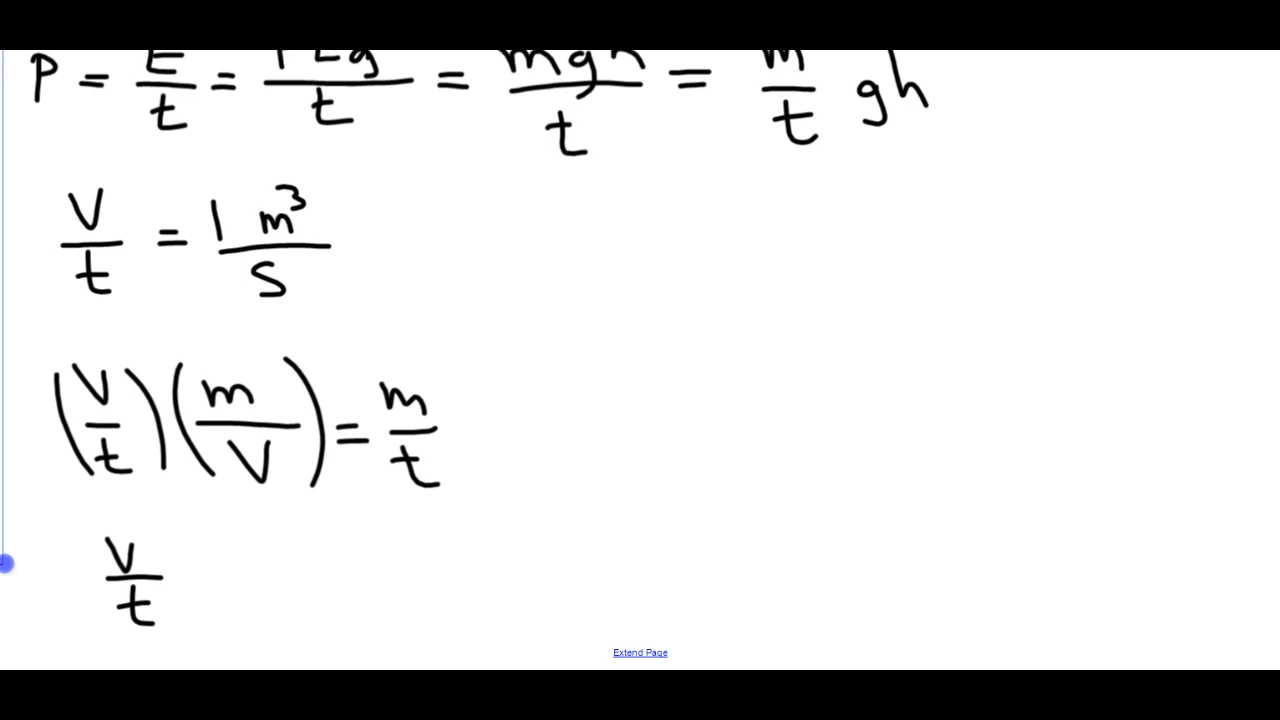 P = E/t = PEg/t = mgh/t = m/t gh
V/t = 1 m³/s
(V/t)(m/V) = m/t
V/t
Extend Page